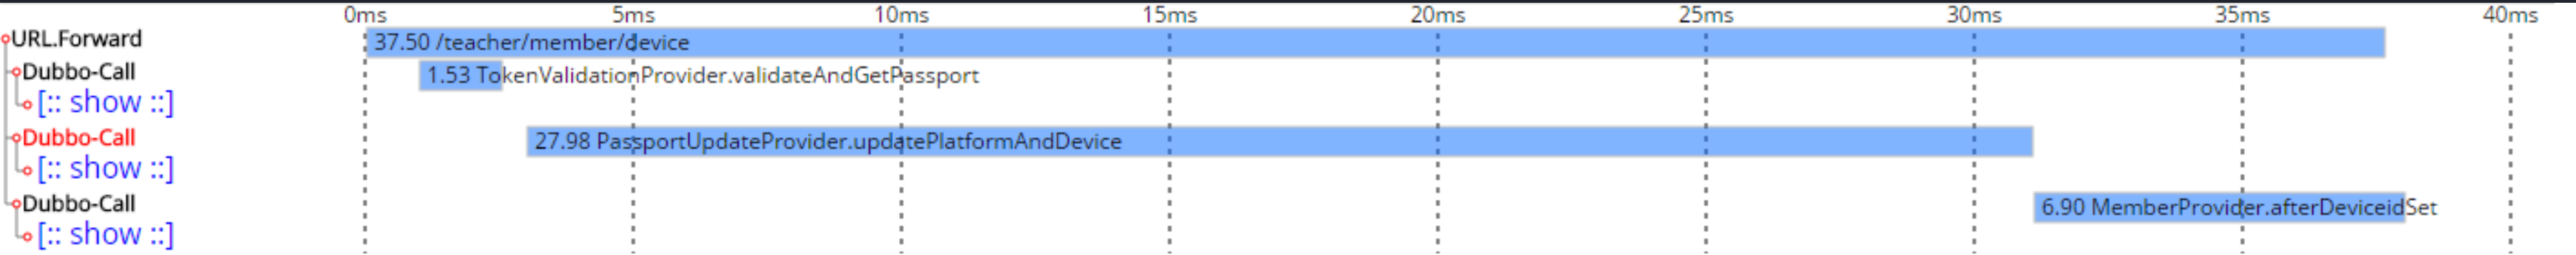 0ms 5ms 10ms 15ms 20ms 25ms 30ms 35ms 40ms
URL.Forward 37.50 /teacher/member/device
Dubbo-Call 1.53 TokenValidationProvider.validateAndGetPassport
[:: show ::]
Dubbo-Call 27.98 PassportUpdateProvider.updatePlatformAndDevice
[:: show ::]
Dubbo-Call 6.90 MemberProvider.afterDeviceidSet
[:: show ::]